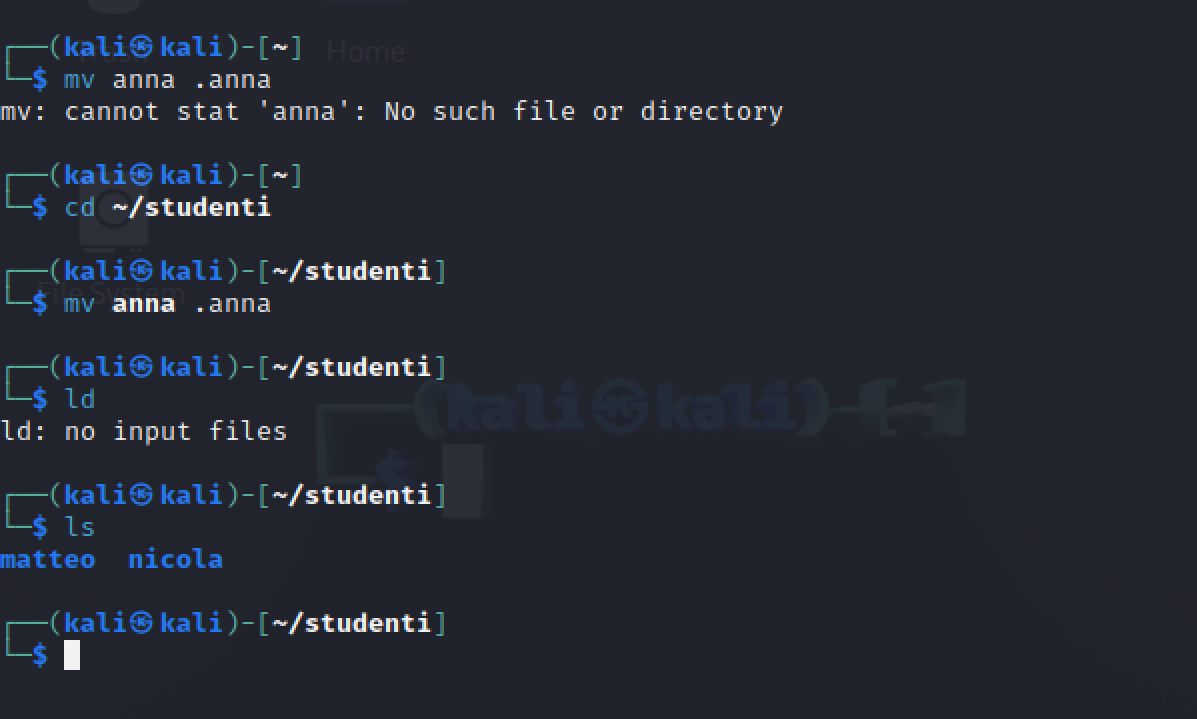 ┌──(kali㉿kali)-[~]
└─$ mv anna .anna
mv: cannot stat 'anna': No such file or directory

┌──(kali㉿kali)-[~]
└─$ cd ~/studenti

┌──(kali㉿kali)-[~/studenti]
└─$ mv anna .anna

┌──(kali㉿kali)-[~/studenti]
└─$ ld
ld: no input files

┌──(kali㉿kali)-[~/studenti]
└─$ ls
matteo  nicola

┌──(kali㉿kali)-[~/studenti]
└─$
Trash
Home
File System
(kali㉿kali)-[~]